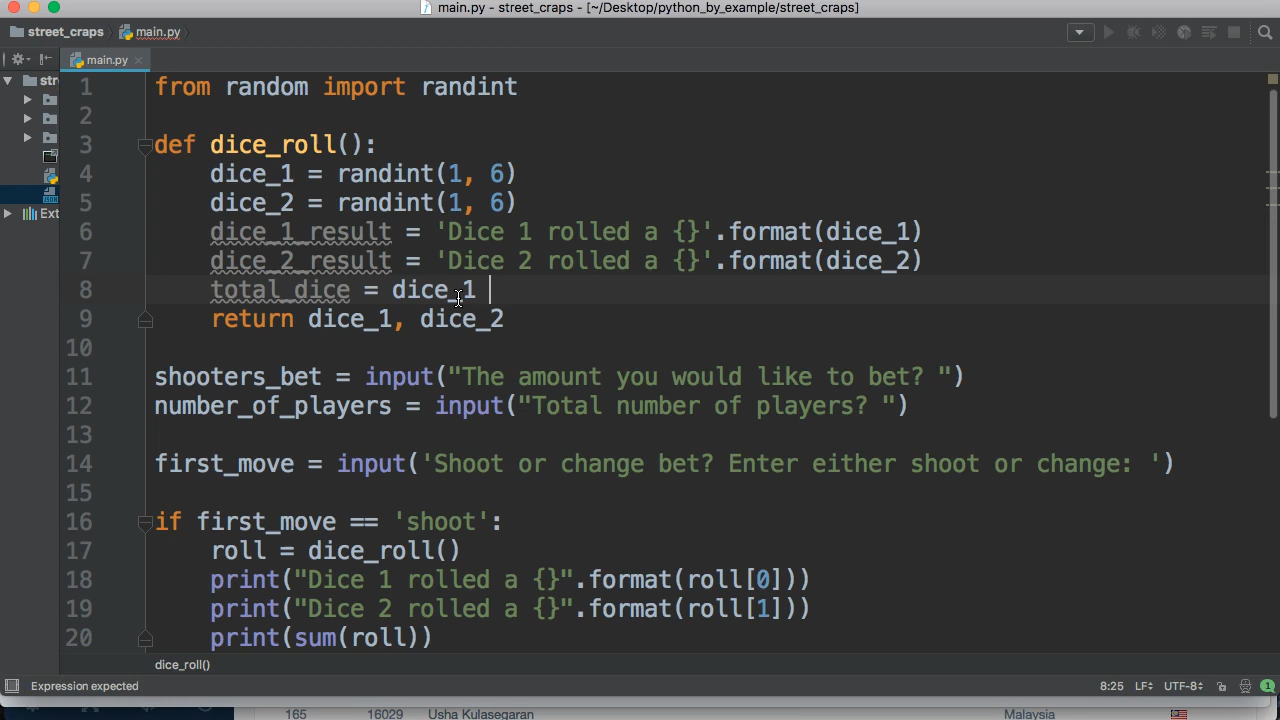 main.py - street_craps - [~/Desktop/python_by_example/street_craps]
street_craps main.py
main.py
str
Ext
1 from random import randint
2
3 def dice_roll():
4 dice_1 = randint(1, 6)
5 dice_2 = randint(1, 6)
6 dice_1_result = 'Dice 1 rolled a {}'.format(dice_1)
7 dice_2_result = 'Dice 2 rolled a {}'.format(dice_2)
8 total_dice = dice_1
9 return dice_1, dice_2
10
11 shooters_bet = input("The amount you would like to bet? ")
12 number_of_players = input("Total number of players? ")
13
14 first_move = input('Shoot or change bet? Enter either shoot or change: ')
15
16 if first_move == 'shoot':
17 roll = dice_roll()
18 print("Dice 1 rolled a {}".format(roll[0]))
19 print("Dice 2 rolled a {}".format(roll[1]))
20 print(sum(roll))
dice_roll()
Expression expected 8:25 LF UTF-8 1
165 16029 Usha Kulasegaran Malaysia